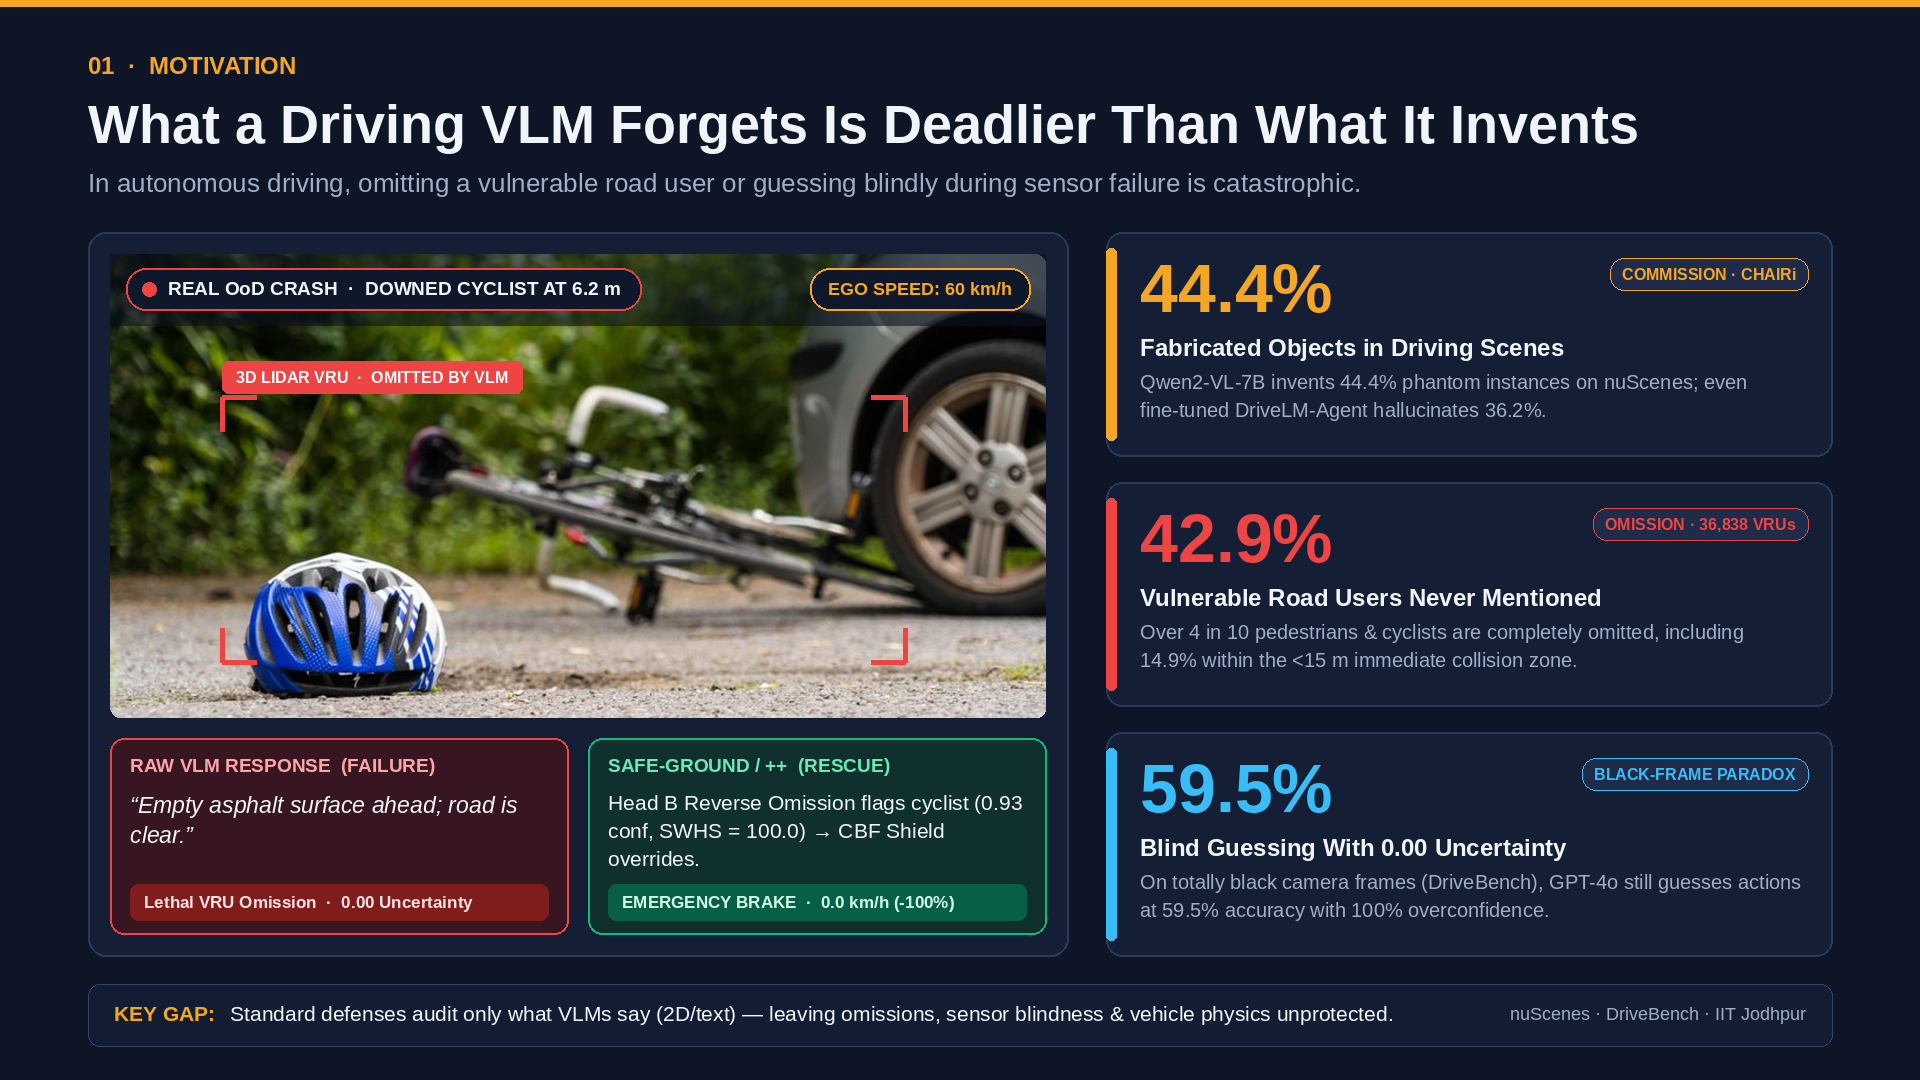 01 · MOTIVATION
What a Driving VLM Forgets Is Deadlier Than What It Invents
In autonomous driving, omitting a vulnerable road user or guessing blindly during sensor failure is catastrophic.
REAL OoD CRASH · DOWNED CYCLIST AT 6.2 m
EGO SPEED: 60 km/h
3D LIDAR VRU · OMITTED BY VLM
RAW VLM RESPONSE (FAILURE)
“Empty asphalt surface ahead; road is
clear.”
Lethal VRU Omission · 0.00 Uncertainty
SAFE-GROUND / ++ (RESCUE)
Head B Reverse Omission flags cyclist (0.93
conf, SWHS = 100.0) → CBF Shield
overrides.
EMERGENCY BRAKE · 0.0 km/h (-100%)
44.4%
COMMISSION · CHAIRi
Fabricated Objects in Driving Scenes
Qwen2-VL-7B invents 44.4% phantom instances on nuScenes; even
fine-tuned DriveLM-Agent hallucinates 36.2%.
42.9%
OMISSION · 36,838 VRUs
Vulnerable Road Users Never Mentioned
Over 4 in 10 pedestrians & cyclists are completely omitted, including
14.9% within the <15 m immediate collision zone.
59.5%
BLACK-FRAME PARADOX
Blind Guessing With 0.00 Uncertainty
On totally black camera frames (DriveBench), GPT-4o still guesses actions
at 59.5% accuracy with 100% overconfidence.
KEY GAP: Standard defenses audit only what VLMs say (2D/text) — leaving omissions, sensor blindness & vehicle physics unprotected.
nuScenes · DriveBench · IIT Jodhpur